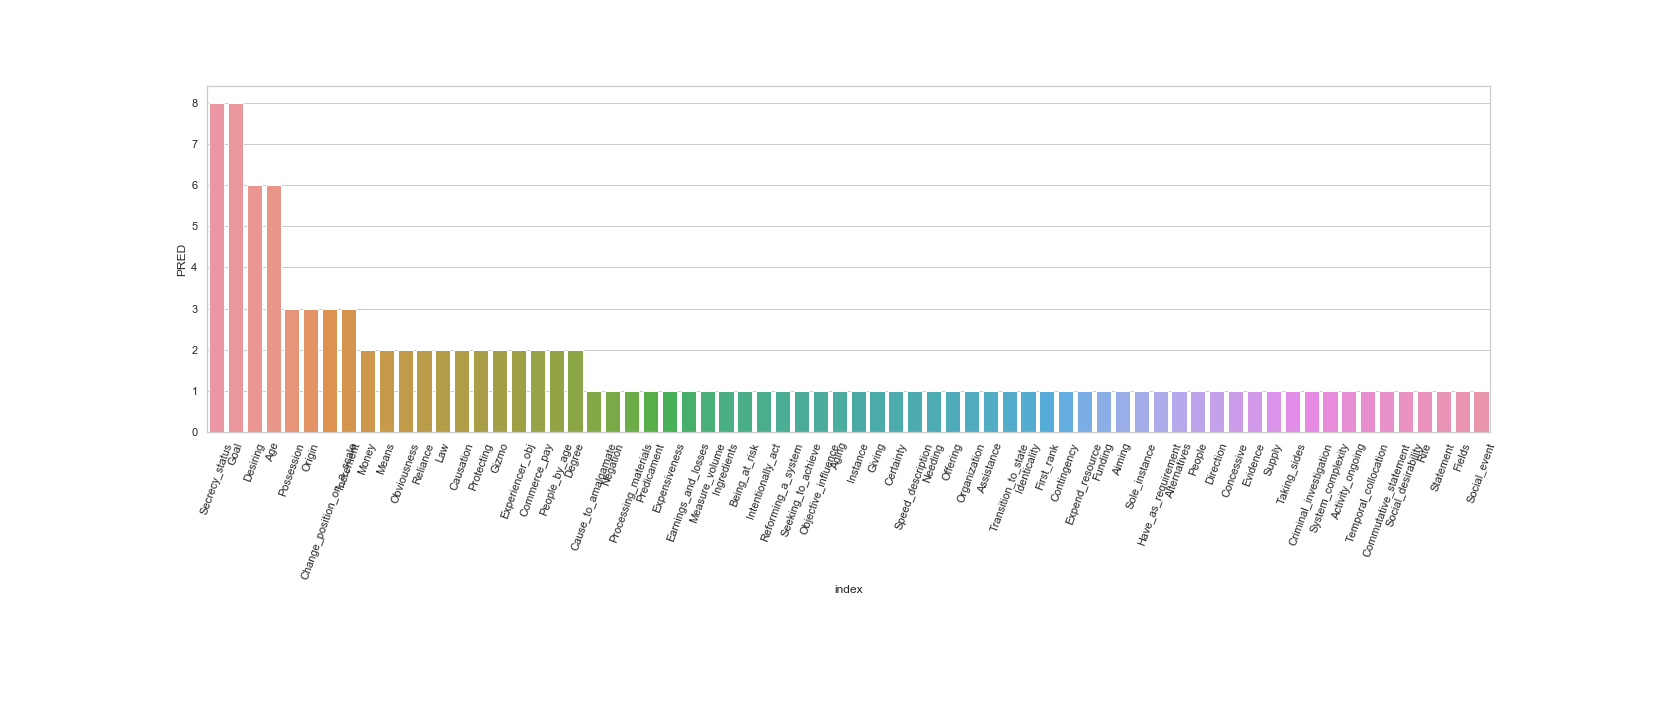 8
7
6
5
4
3
2
1
0
PRED
Secrecy_status
Goal
Desiring
Age
Possession
Origin
Change_position_on_a_scale
Money
Means
Obviousness
Reliance
Law
Causation
Protecting
Gizmo
Experiencer_obj
Commerce_pay
People_by_age
Degree
Cause_to_amalgamate
Negation
Processing_materials
Predicament
Expensiveness
Earnings_and_losses
Measure_volume
Ingredients
Being_at_risk
Intentionally_act
Reforming_a_system
Seeking_to_achieve
Objective_influence
Aging
Instance
Giving
Certainty
Speed_description
Needing
Offering
Organization
Assistance
Transition_to_state
Identicality
First_rank
Contingency
Expend_resource
Funding
Aiming
Sole_instance
Have_as_requirement
Alternatives
People
Direction
Concessive
Evidence
Supply
Taking_sides
Criminal_investigation
System_complexity
Activity_ongoing
Temporal_collocation
Commutative_statement
Social_desirability
Rite
Statement
Fields
Social_event
index